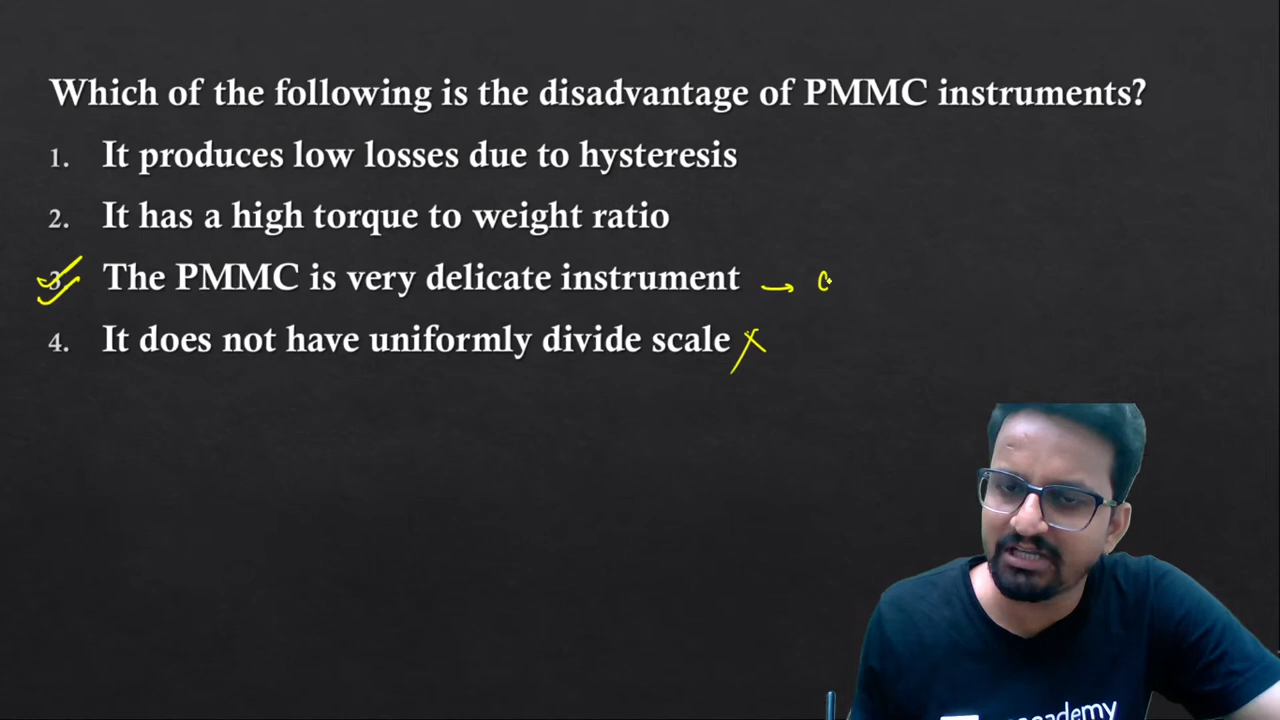 Which of the following is the disadvantage of PMMC instruments?
1. It produces low losses due to hysteresis
2. It has a high torque to weight ratio
3. The PMMC is very delicate instrument →
4. It does not have uniformly divide scale